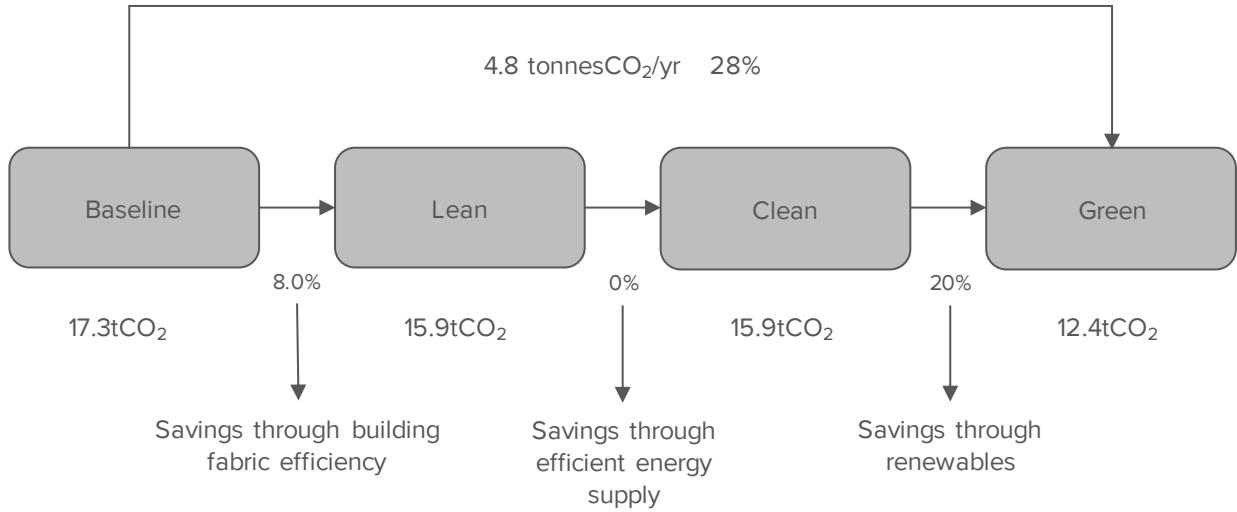 4.8 tonnesCO₂/yr 28%
Baseline
Lean
Clean
Green
8.0%
0%
20%
17.3tCO₂
15.9tCO₂
15.9tCO₂
12.4tCO₂
Savings through building
fabric efficiency
Savings through
efficient energy
supply
Savings through
renewables